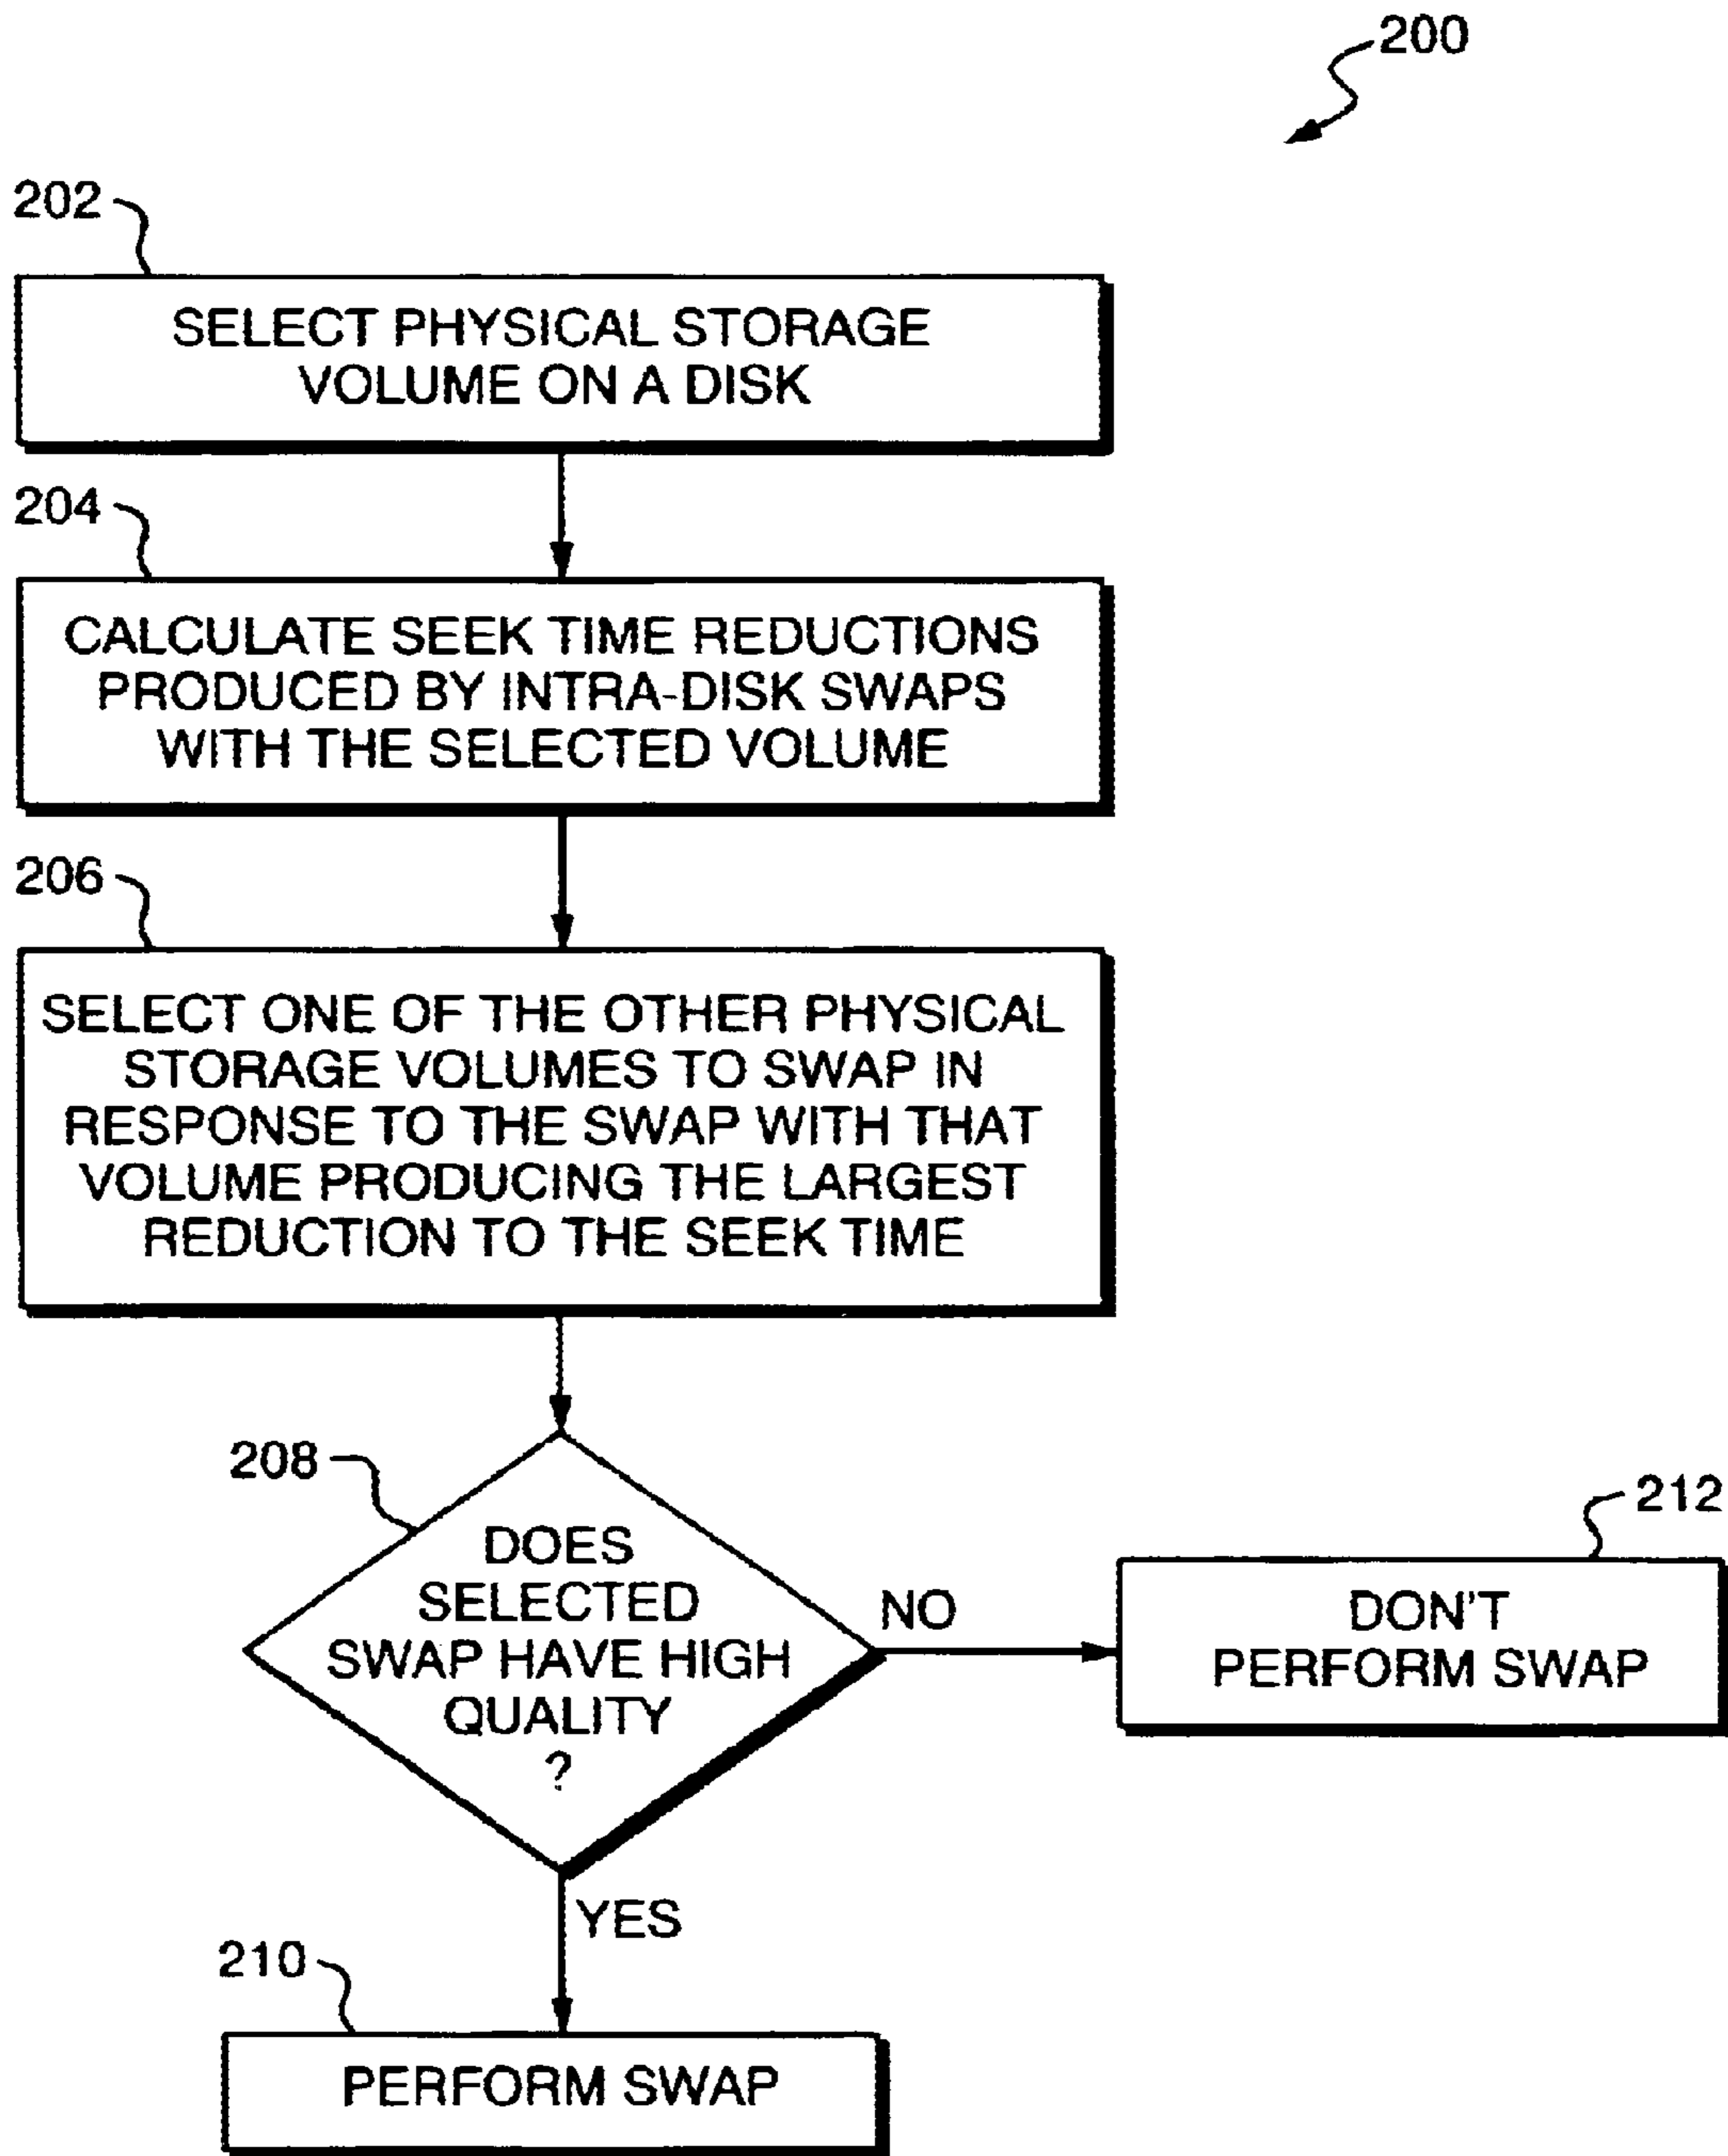 200
202
SELECT PHYSICAL STORAGE
VOLUME ON A DISK
204
CALCULATE SEEK TIME REDUCTIONS
PRODUCED BY INTRA-DISK SWAPS
WITH THE SELECTED VOLUME
206
SELECT ONE OF THE OTHER PHYSICAL
STORAGE VOLUMES TO SWAP IN
RESPONSE TO THE SWAP WITH THAT
VOLUME PRODUCING THE LARGEST
REDUCTION TO THE SEEK TIME
208
DOES
SELECTED
SWAP HAVE HIGH
QUALITY
?
NO
212
DON'T
PERFORM SWAP
YES
210
PERFORM SWAP